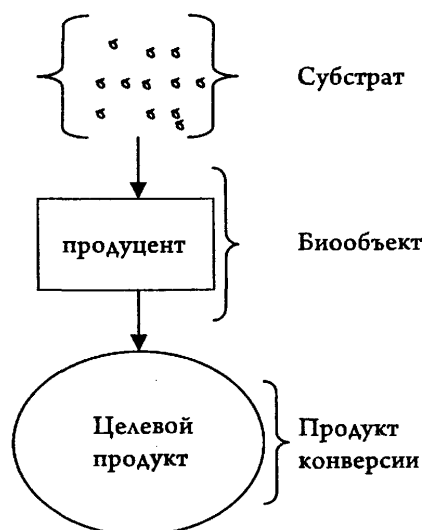 Субстрат
продуцент
Биообъект
Целевой
продукт
Продукт
конверсии